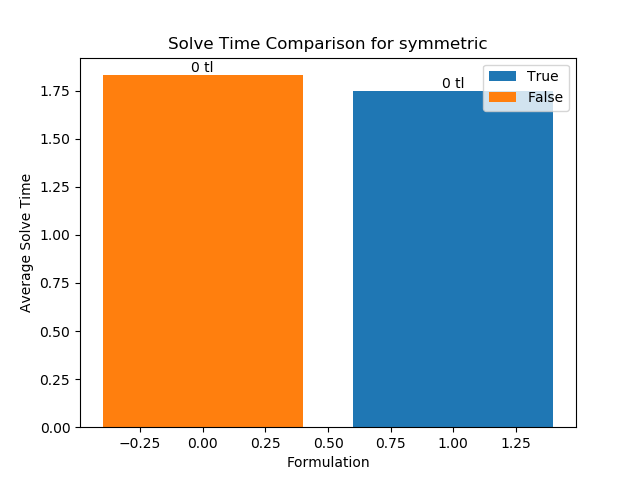 Solve Time Comparison for symmetric
0 tl
0 tl
True
False
1.75
1.50
1.25
1.00
0.75
0.50
0.25
0.00
Average Solve Time
−0.25 0.00 0.25 0.50 0.75 1.00 1.25
Formulation